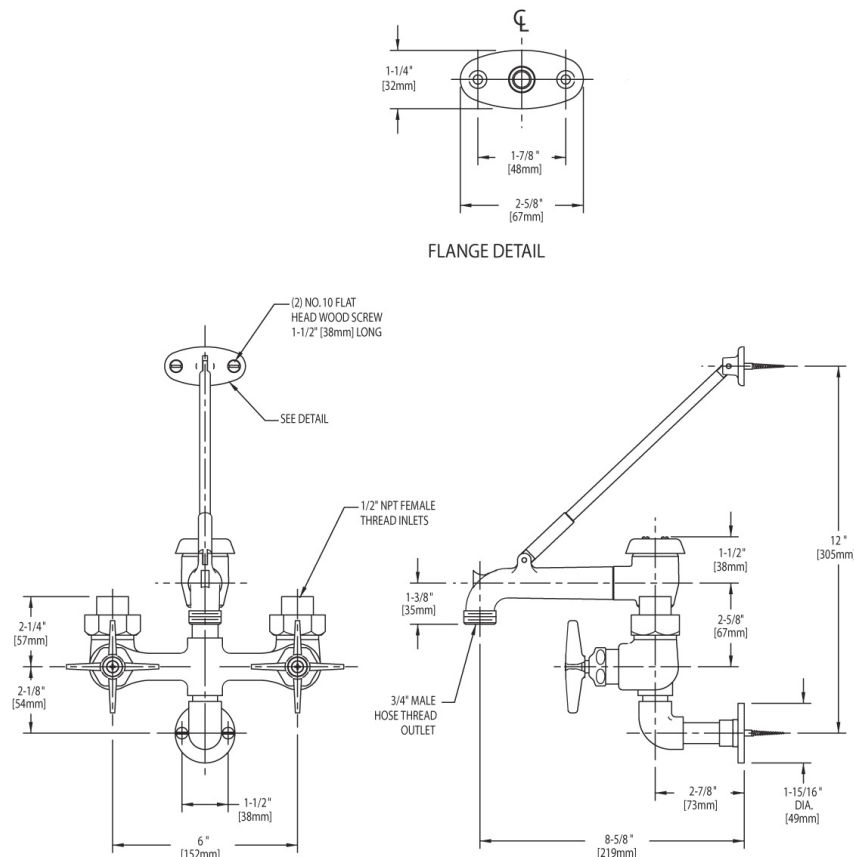 ℄
1-1/4"
[32mm]
1-7/8 "
[48mm]
2-5/8"
[67mm]
FLANGE DETAIL
(2) NO. 10 FLAT
HEAD WOOD SCREW
1-1/2" [38mm] LONG
SEE DETAIL
1/2" NPT FEMALE
THREAD INLETS
2-1/4"
[57mm]
2-1/8"
[54mm]
1-1/2"
[38mm]
6 "
[152mm]
1-3/8"
[35mm]
3/4" MALE
HOSE THREAD
OUTLET
1-1/2"
[38mm]
2-5/8"
[67mm]
12 "
[305mm]
2-7/8"
[73mm]
1-15/16"
DIA.
[49mm]
8-5/8"
[219mm]